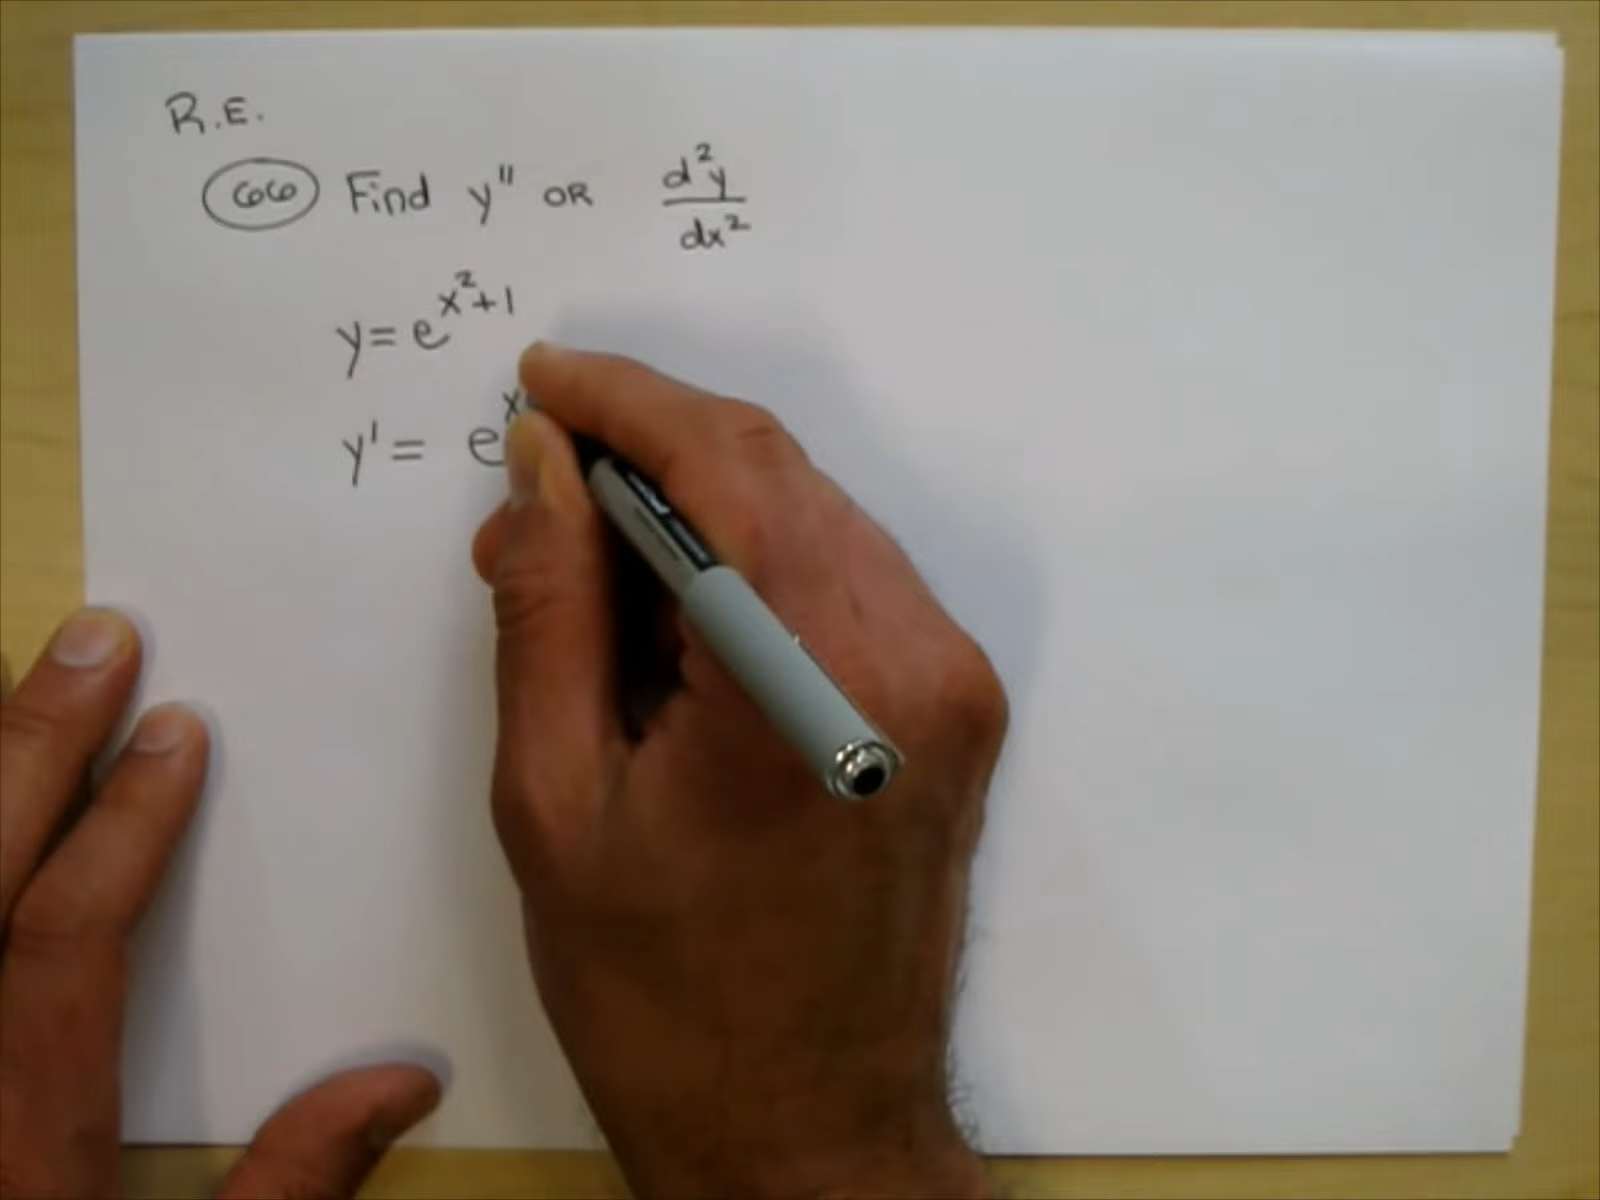 R.E.
66 Find y" OR d²y/dx²
y = e^(x²+1)
y' = e^x